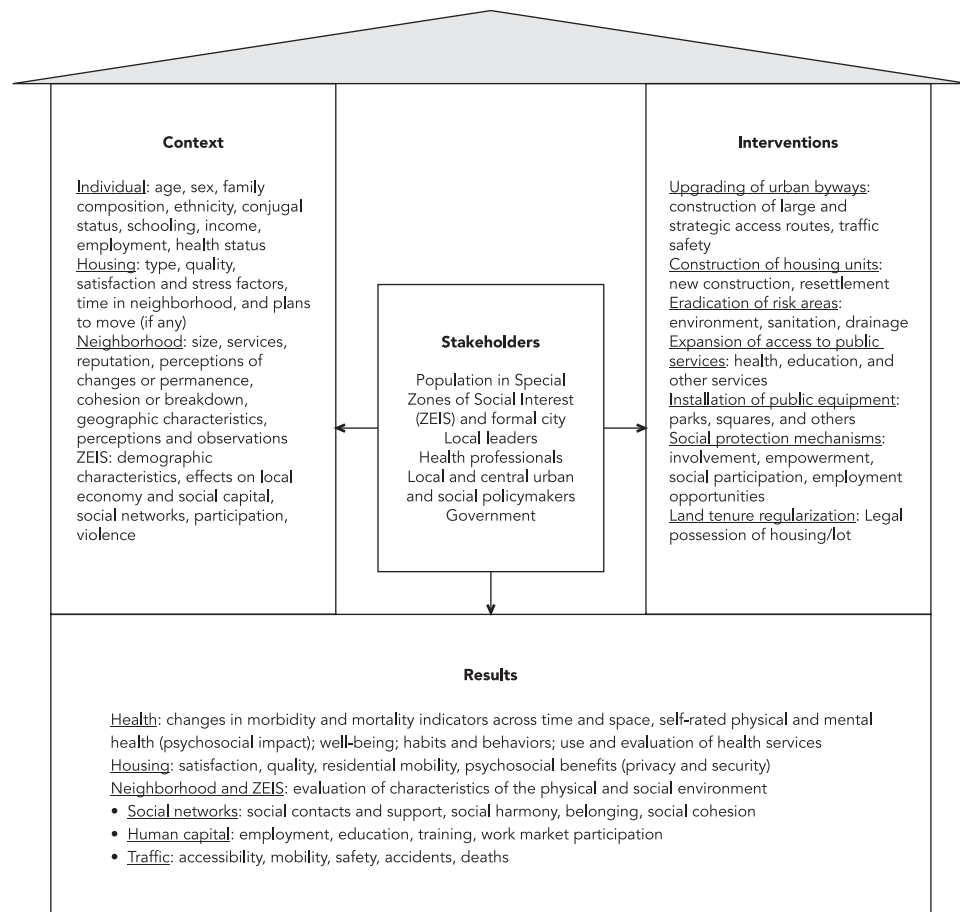 Context
Individual: age, sex, family
composition, ethnicity, conjugal
status, schooling, income,
employment, health status
Housing: type, quality,
satisfaction and stress factors,
time in neighborhood, and plans
to move (if any)
Neighborhood: size, services,
reputation, perceptions of
changes or permanence,
cohesion or breakdown,
geographic characteristics,
perceptions and observations
ZEIS: demographic
characteristics, effects on local
economy and social capital,
social networks, participation,
violence
Stakeholders
Population in Special
Zones of Social Interest
(ZEIS) and formal city
Local leaders
Health professionals
Local and central urban
and social policymakers
Government
Interventions
Upgrading of urban byways:
construction of large and
strategic access routes, traffic
safety
Construction of housing units:
new construction, resettlement
Eradication of risk areas:
environment, sanitation, drainage
Expansion of access to public
services: health, education, and
other services
Installation of public equipment:
parks, squares, and others
Social protection mechanisms:
involvement, empowerment,
social participation, employment
opportunities
Land tenure regularization: Legal
possession of housing/lot
Results
Health: changes in morbidity and mortality indicators across time and space, self-rated physical and mental
health (psychosocial impact); well-being; habits and behaviors; use and evaluation of health services
Housing: satisfaction, quality, residential mobility, psychosocial benefits (privacy and security)
Neighborhood and ZEIS: evaluation of characteristics of the physical and social environment
• Social networks: social contacts and support, social harmony, belonging, social cohesion
• Human capital: employment, education, training, work market participation
• Traffic: accessibility, mobility, safety, accidents, deaths